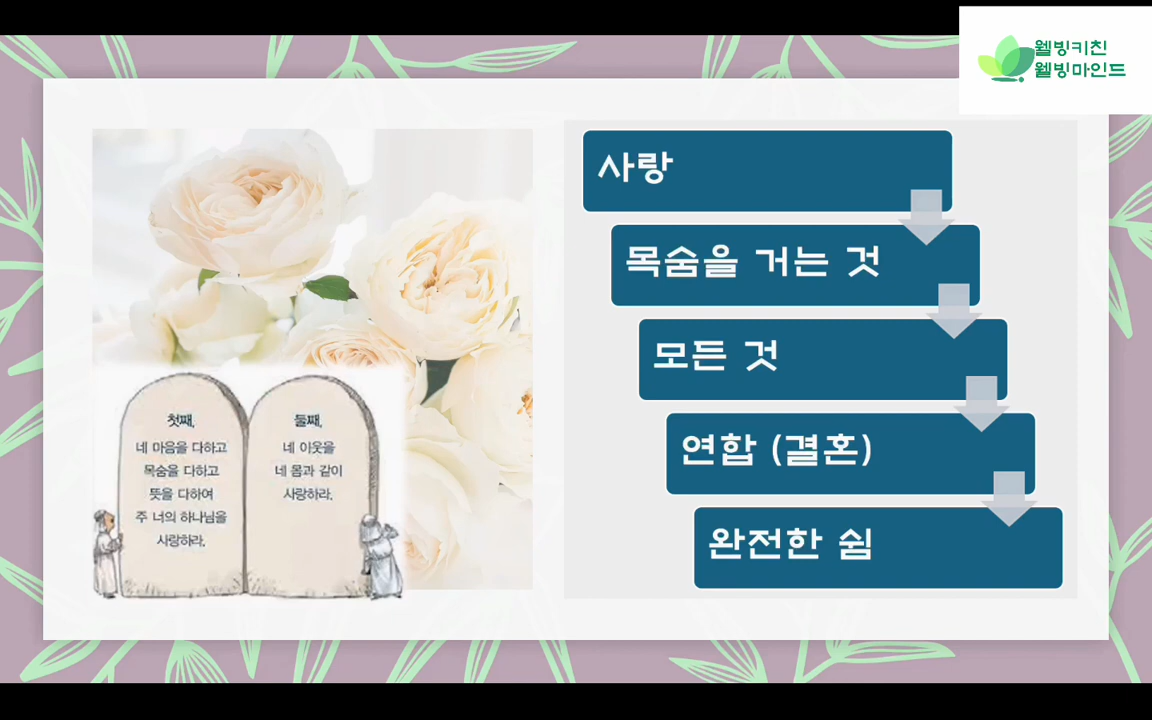 웰빙키친
웰빙마인드
첫째,
네 마음을 다하고
목숨을 다하고
뜻을 다하여
주 너의 하나님을
사랑하라.
둘째,
네 이웃을
네 몸과 같이
사랑하라.
사랑
목숨을 거는 것
모든 것
연합 (결혼)
완전한 쉼